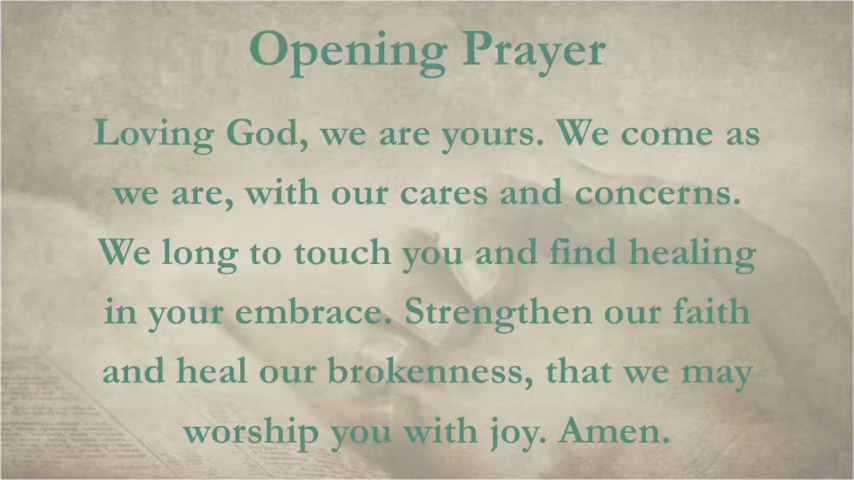 Opening Prayer
Loving God, we are yours. We come as
we are, with our cares and concerns.
We long to touch you and find healing
in your embrace. Strengthen our faith
and heal our brokenness, that we may
worship you with joy. Amen.